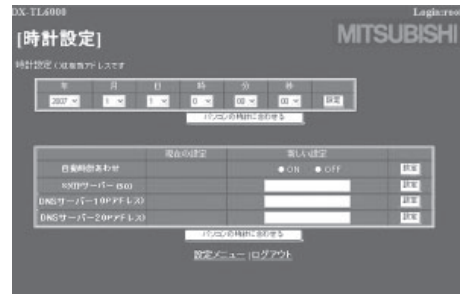 DX-TL6000 Login:roo
[時計設定]
MITSUBISHI
時計設定
年 月 日 時 分 秒
2007 1 1 0 00 00 設定
パソコンの時計に合わせる
現在の設定 新しい設定
自動時計あわせ ON OFF 設定
サーバー 設定
DNSサーバー1(IPアドレス) 設定
DNSサーバー2(IPアドレス) 設定
パソコンの時計に合わせる
設定メニュー | ログアウト